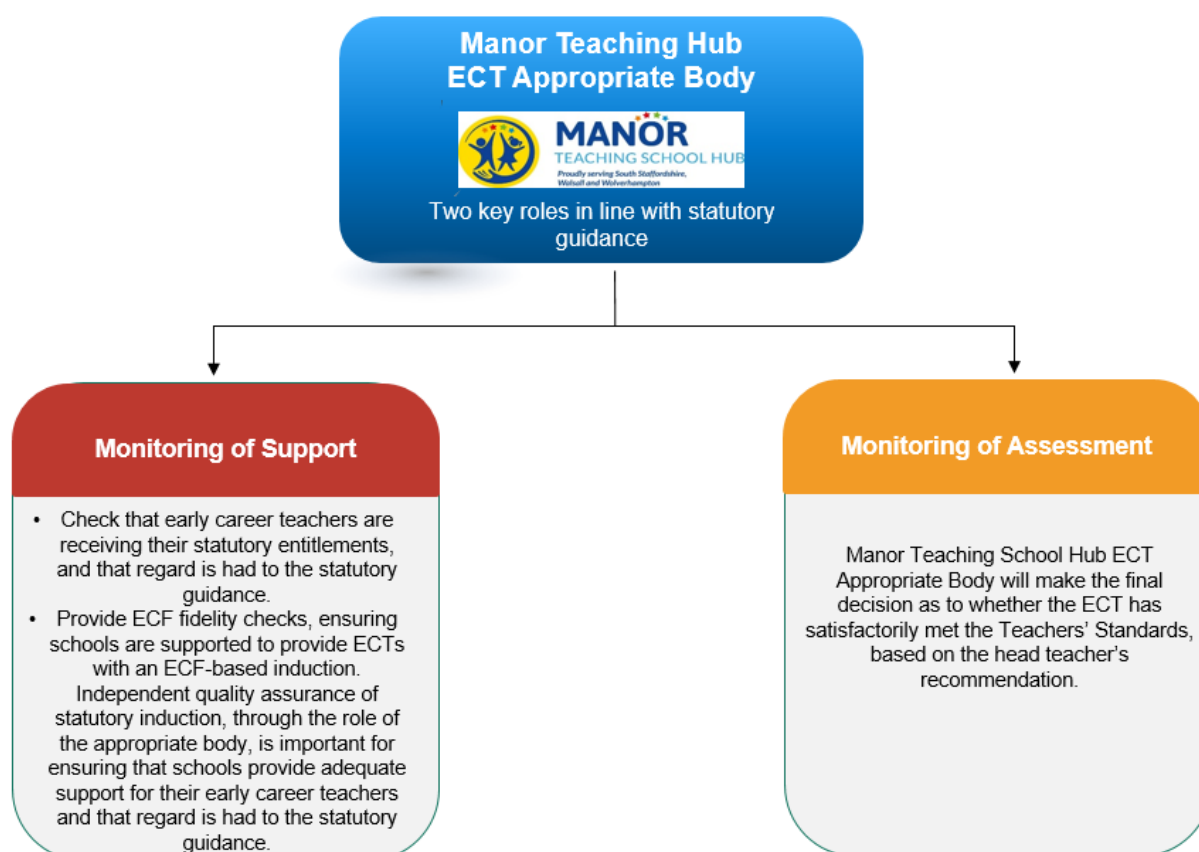 Manor Teaching Hub
ECT Appropriate Body
MANOR
TEACHING SCHOOL HUB
Proudly serving South Staffordshire,
Walsall and Wolverhampton
Two key roles in line with statutory
guidance
Monitoring of Support
• Check that early career teachers are
receiving their statutory entitlements,
and that regard is had to the statutory
guidance.
• Provide ECF fidelity checks, ensuring
schools are supported to provide ECTs
with an ECF-based induction.
Independent quality assurance of
statutory induction, through the role of
the appropriate body, is important for
ensuring that schools provide adequate
support for their early career teachers
and that regard is had to the statutory
guidance.
Monitoring of Assessment
Manor Teaching School Hub ECT
Appropriate Body will make the final
decision as to whether the ECT has
satisfactorily met the Teachers’ Standards,
based on the head teacher’s
recommendation.